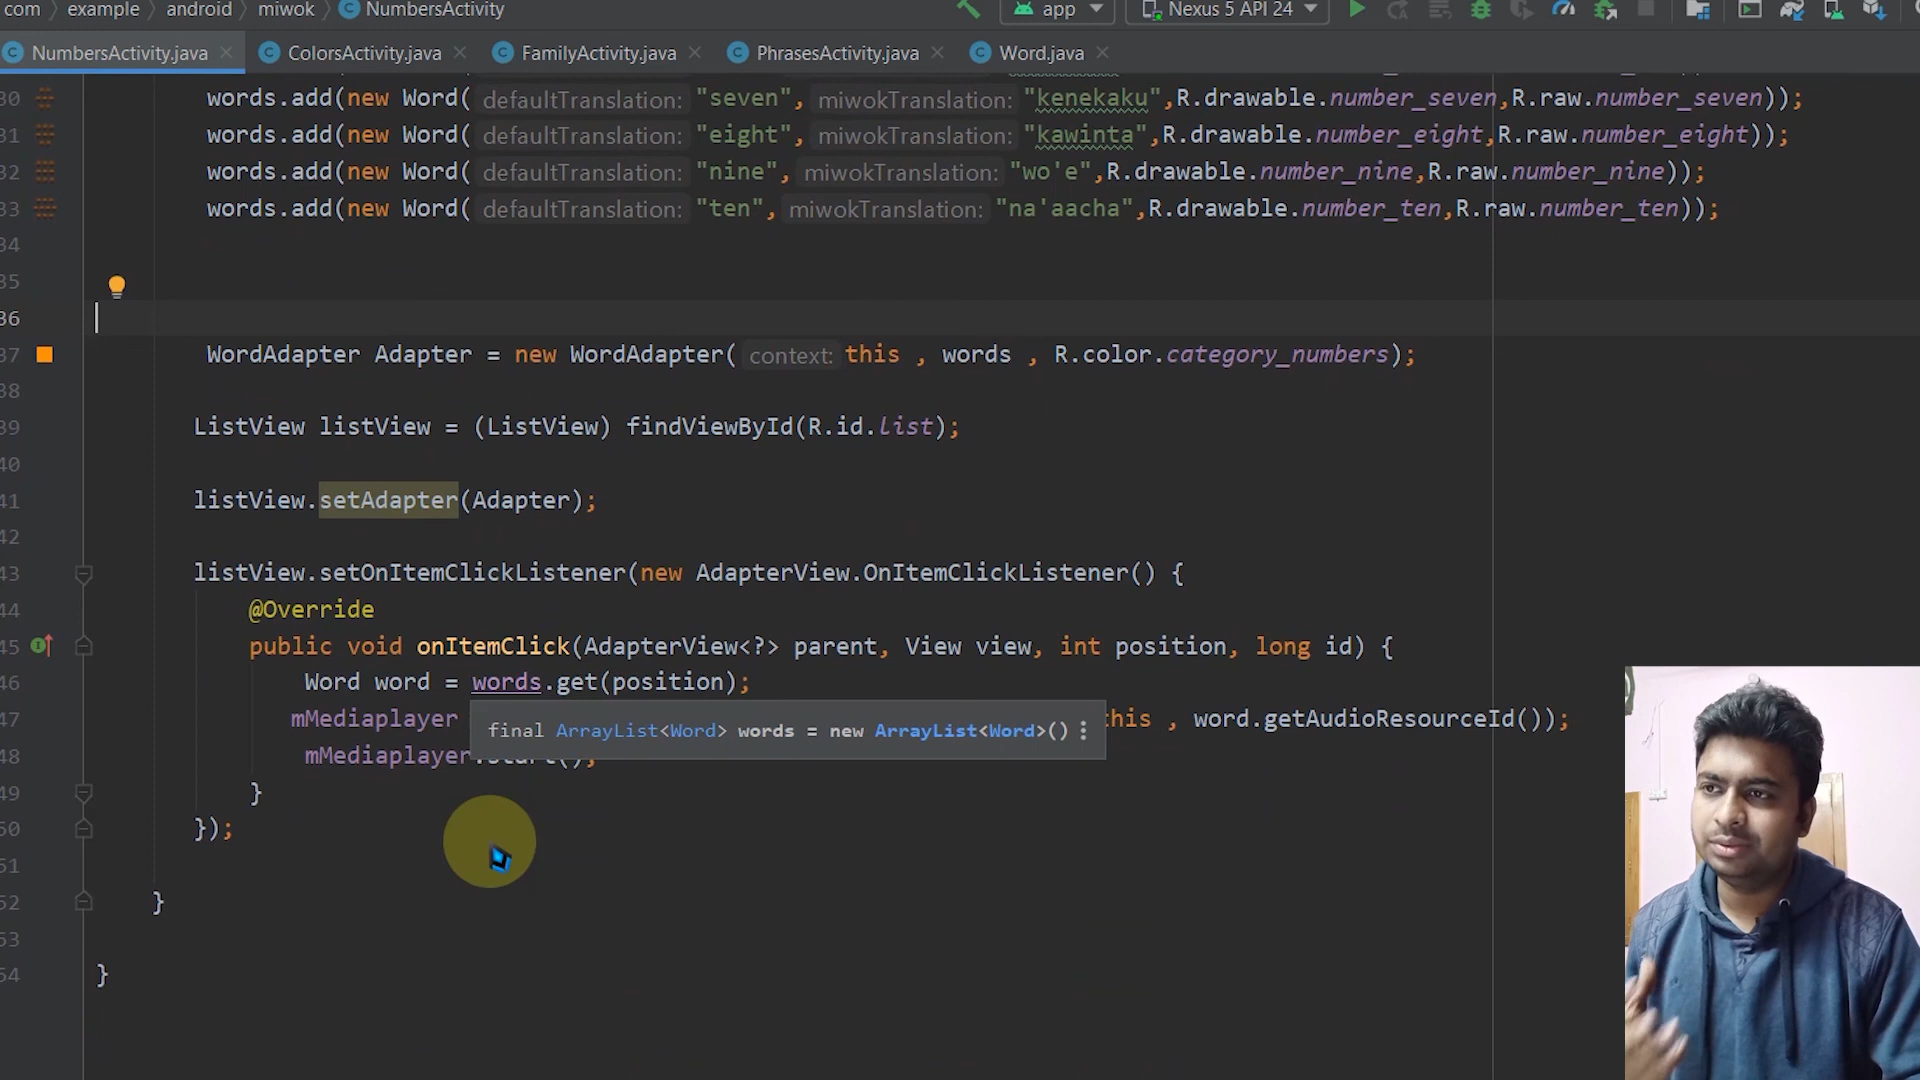 com example android miwok NumbersActivity app Nexus 5 API 24
NumbersActivity.java ColorsActivity.java FamilyActivity.java PhrasesActivity.java Word.java
30 words.add(new Word( defaultTranslation: "seven", miwokTranslation: "kenekaku",R.drawable.number_seven,R.raw.number_seven));
31 words.add(new Word( defaultTranslation: "eight", miwokTranslation: "kawinta",R.drawable.number_eight,R.raw.number_eight));
32 words.add(new Word( defaultTranslation: "nine", miwokTranslation: "wo'e",R.drawable.number_nine,R.raw.number_nine));
33 words.add(new Word( defaultTranslation: "ten", miwokTranslation: "na'aacha",R.drawable.number_ten,R.raw.number_ten));
34
35
36
37 WordAdapter Adapter = new WordAdapter( context: this , words , R.color.category_numbers);
38
39 ListView listView = (ListView) findViewById(R.id.list);
40
41 listView.setAdapter(Adapter);
42
43 listView.setOnItemClickListener(new AdapterView.OnItemClickListener() {
44 @Override
45 public void onItemClick(AdapterView<?> parent, View view, int position, long id) {
46 Word word = words.get(position);
47 mMediaplayer this , word.getAudioResourceId());
final ArrayList<Word> words = new ArrayList<Word>()
48 mMediaplayer.start();
49 }
50 });
51
52 }
53
54 }